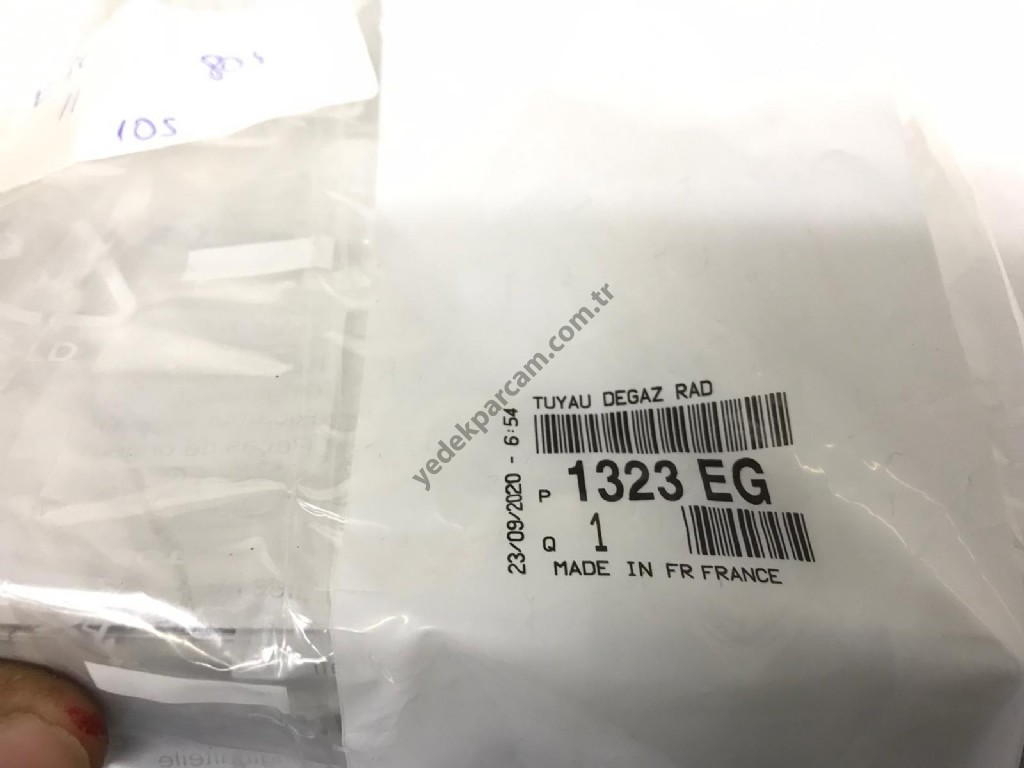 80s
105
yedekparcam.com.tr
TUYAU DEGAZ RAD
23/09/2020 - 6:54
P 1323 EG
Q 1
MADE IN FR FRANCE